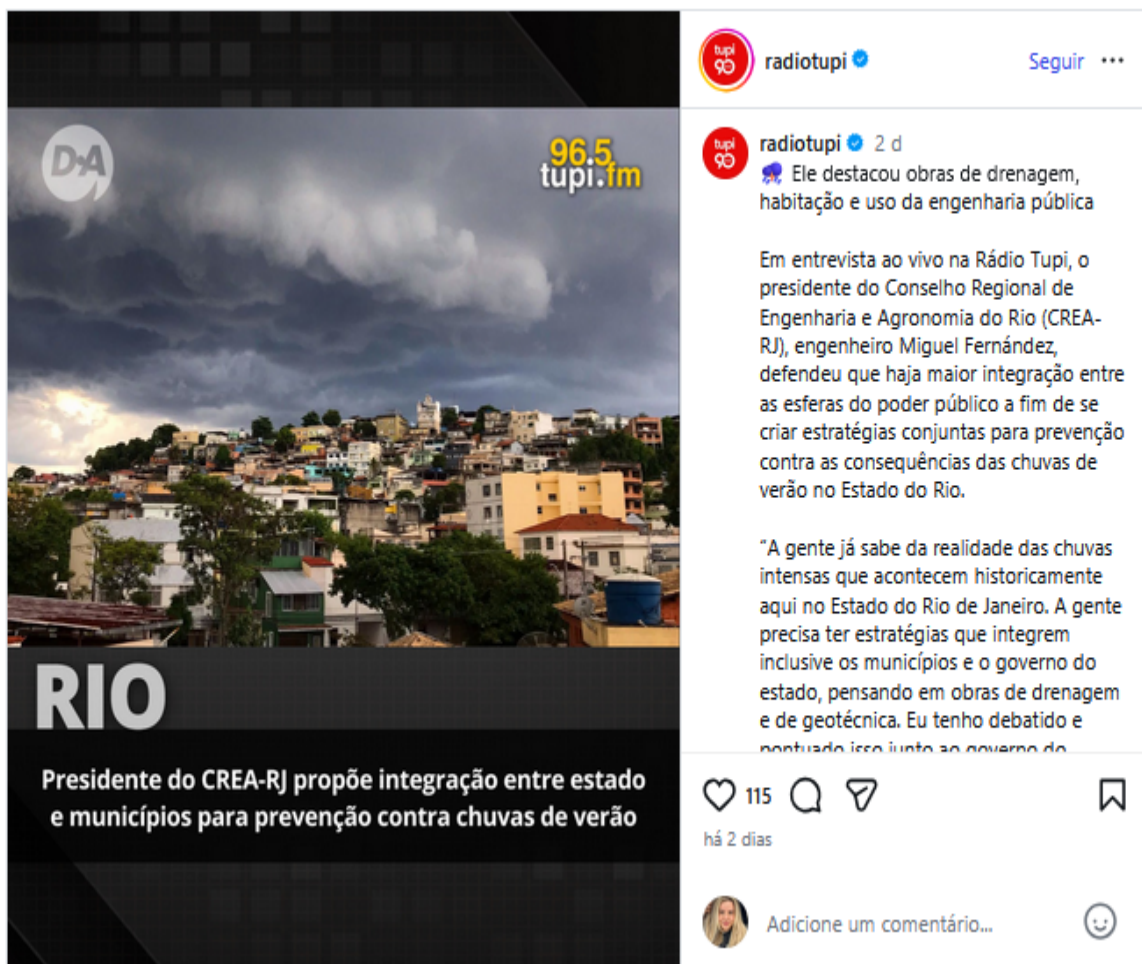 D·A
96.5
tupi.fm
RIO
Presidente do CREA-RJ propõe integração entre estado
e municípios para prevenção contra chuvas de verão
tupi
90
radiotupi
Seguir
tupi
90
radiotupi 2 d
Ele destacou obras de drenagem,
habitação e uso da engenharia pública
Em entrevista ao vivo na Rádio Tupi, o
presidente do Conselho Regional de
Engenharia e Agronomia do Rio (CREA-
RJ), engenheiro Miguel Fernández,
defendeu que haja maior integração entre
as esferas do poder público a fim de se
criar estratégias conjuntas para prevenção
contra as consequências das chuvas de
verão no Estado do Rio.
“A gente já sabe da realidade das chuvas
intensas que acontecem historicamente
aqui no Estado do Rio de Janeiro. A gente
precisa ter estratégias que integrem
inclusive os municípios e o governo do
estado, pensando em obras de drenagem
e de geotécnica. Eu tenho debatido e
pontuado isso junto ao governo do
115
há 2 dias
Adicione um comentário...